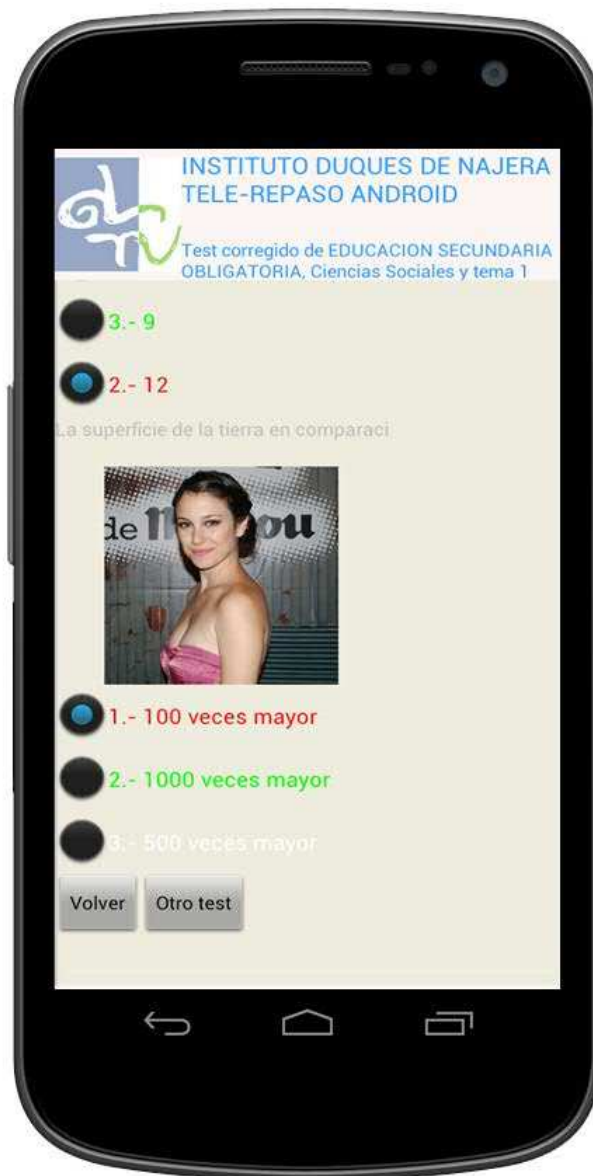 INSTITUTO DUQUES DE NAJERA
TELE-REPASO ANDROID
Test corregido de EDUCACION SECUNDARIA
OBLIGATORIA, Ciencias Sociales y tema 1
3.- 9
2.- 12
La superficie de la tierra en comparaci
de
ou
1.- 100 veces mayor
2.- 1000 veces mayor
3.- 500 veces mayor
Volver
Otro test